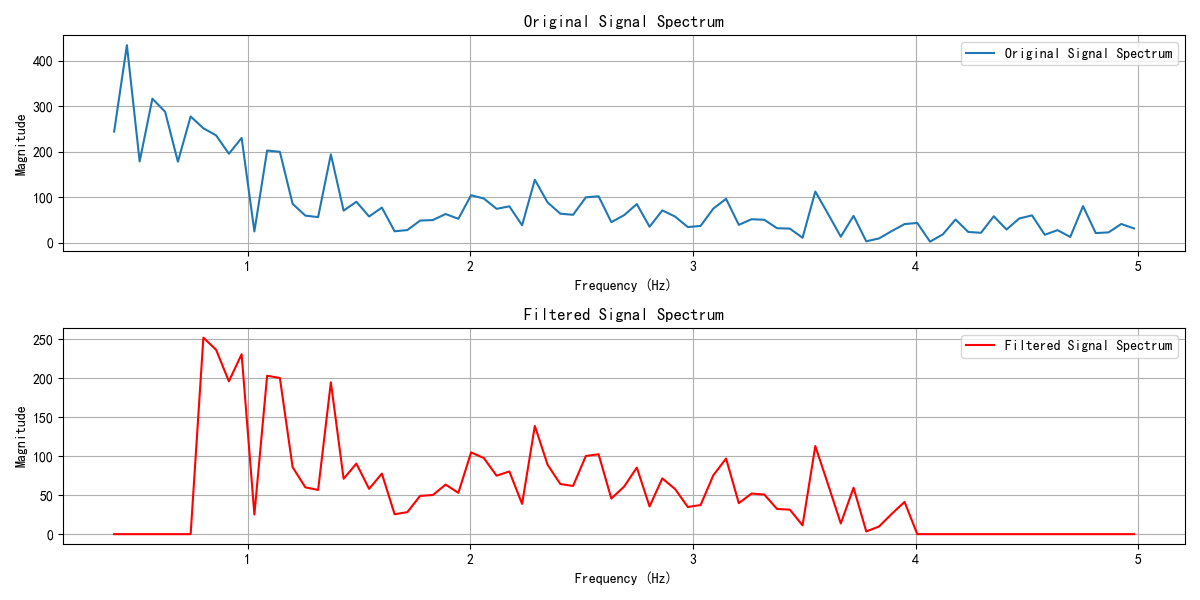 Original Signal Spectrum
Original Signal Spectrum
400
300
200
100
0
Magnitude
1
2
3
4
5
Frequency (Hz)
Filtered Signal Spectrum
Filtered Signal Spectrum
250
200
150
100
50
0
Magnitude
1
2
3
4
5
Frequency (Hz)